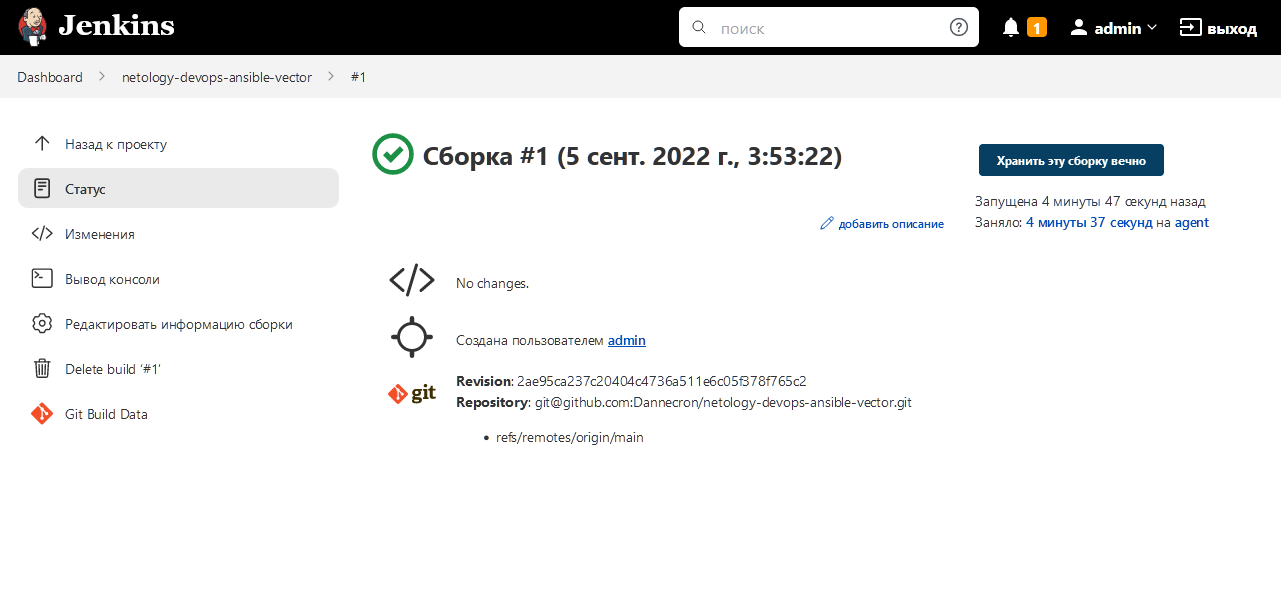 Jenkins
поиск
1
admin
выход
Dashboard
netology-devops-ansible-vector
#1
Назад к проекту
Статус
Изменения
Вывод консоли
Редактировать информацию сборки
Delete build ‘#1’
Git Build Data
Сборка #1 (5 сент. 2022 г., 3:53:22)
Хранить эту сборку вечно
Запущена 4 минуты 47 секунд назад
Заняло: 4 минуты 37 секунд на agent
добавить описание
No changes.
Создана пользователем admin
git
Revision: 2ae95ca237c20404c4736a511e6c05f378f765c2
Repository: git@github.com:Dannecron/netology-devops-ansible-vector.git
• refs/remotes/origin/main